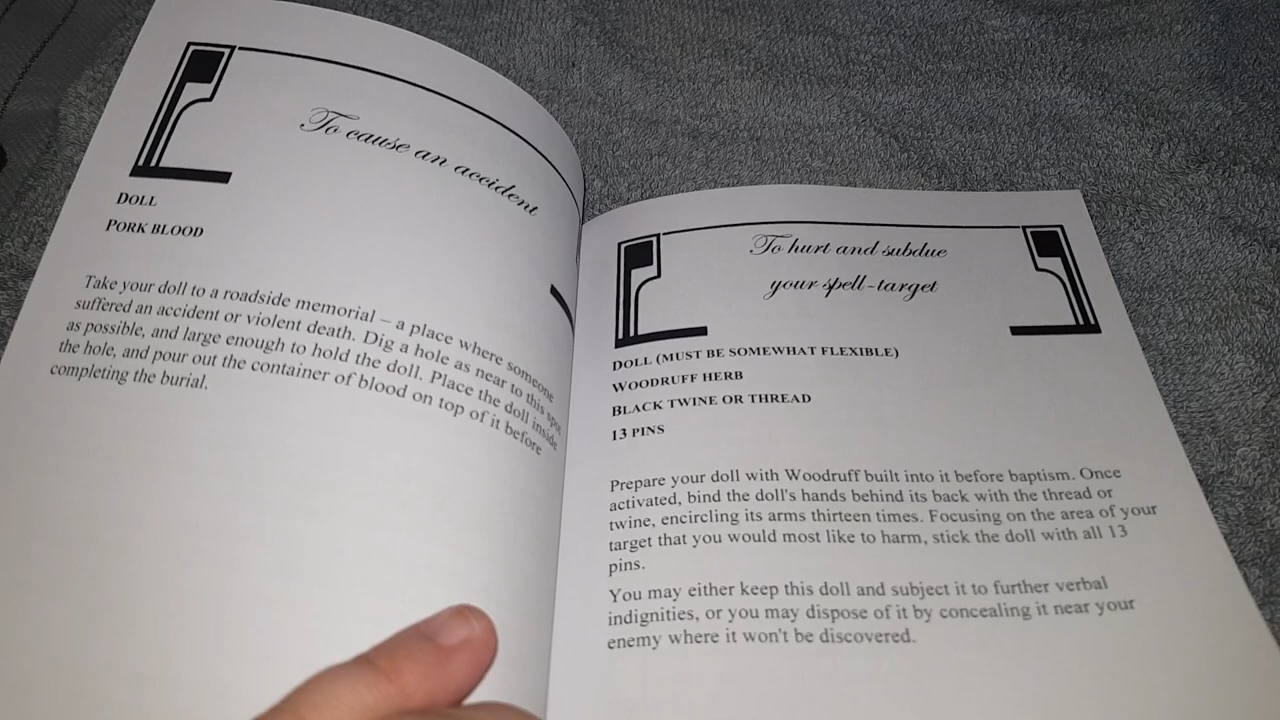 To cause an accident
DOLL
PORK BLOOD
Take your doll to a roadside memorial – a place where someone
suffered an accident or violent death. Dig a hole as near to this spot
as possible, and large enough to hold the doll. Place the doll inside
the hole, and pour out the container of blood on top of it before
completing the burial.
To hurt and subdue
your spell-target
DOLL (MUST BE SOMEWHAT FLEXIBLE)
WOODRUFF HERB
BLACK TWINE OR THREAD
13 PINS
Prepare your doll with Woodruff built into it before baptism. Once
activated, bind the doll's hands behind its back with the thread or
twine, encircling its arms thirteen times. Focusing on the area of your
target that you would most like to harm, stick the doll with all 13
pins.
You may either keep this doll and subject it to further verbal
indignities, or you may dispose of it by concealing it near your
enemy where it won't be discovered.